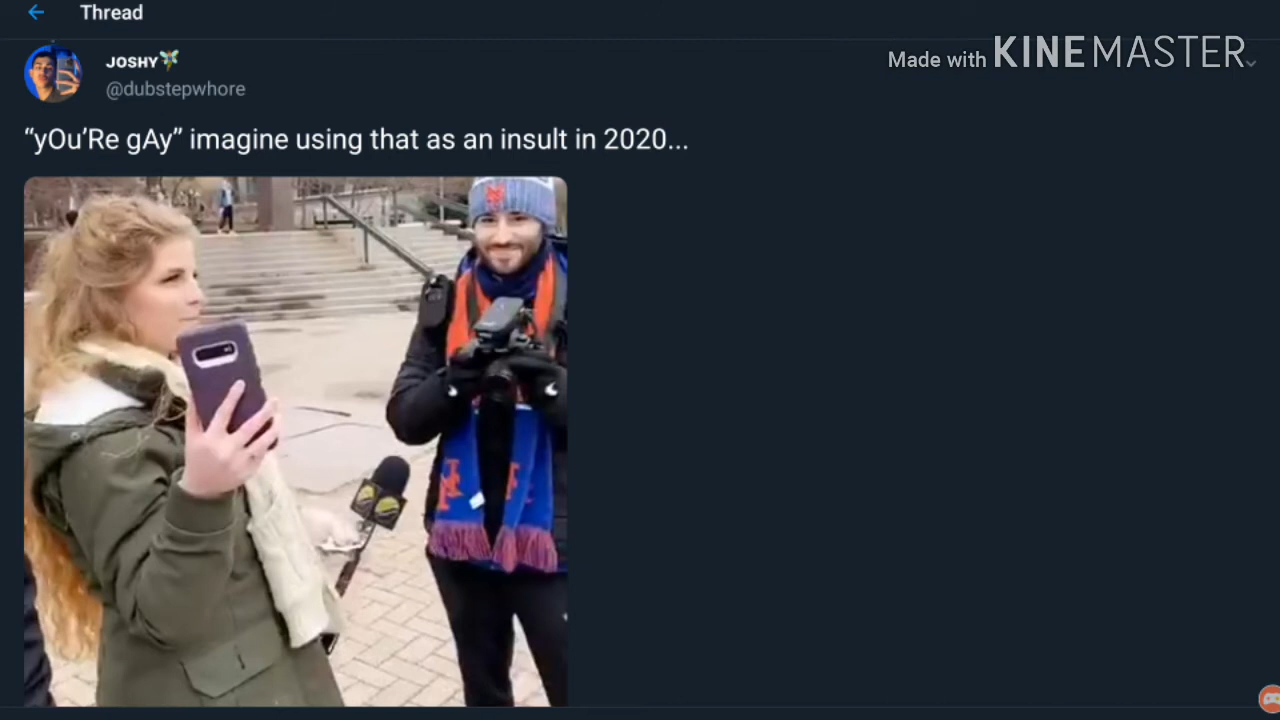 Thread
Made with KINEMASTER
JOSHY
@dubstepwhore
“yOu’Re gAy” imagine using that as an insult in 2020...